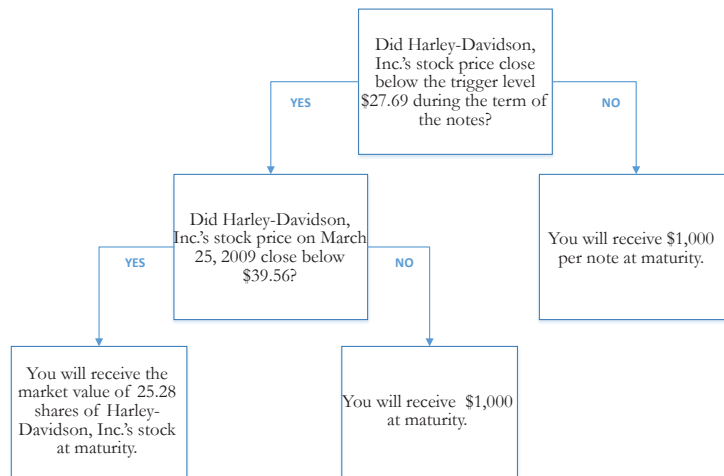 Did Harley-Davidson,
Inc.'s stock price close
below the trigger level
$27.69 during the term of
the notes?
YES
NO
Did Harley-Davidson,
Inc.'s stock price on March
25, 2009 close below
$39.56?
You will receive $1,000
per note at maturity.
YES
NO
You will receive the
market value of 25.28
shares of Harley-
Davidson, Inc.'s stock
at maturity.
You will receive $1,000
at maturity.